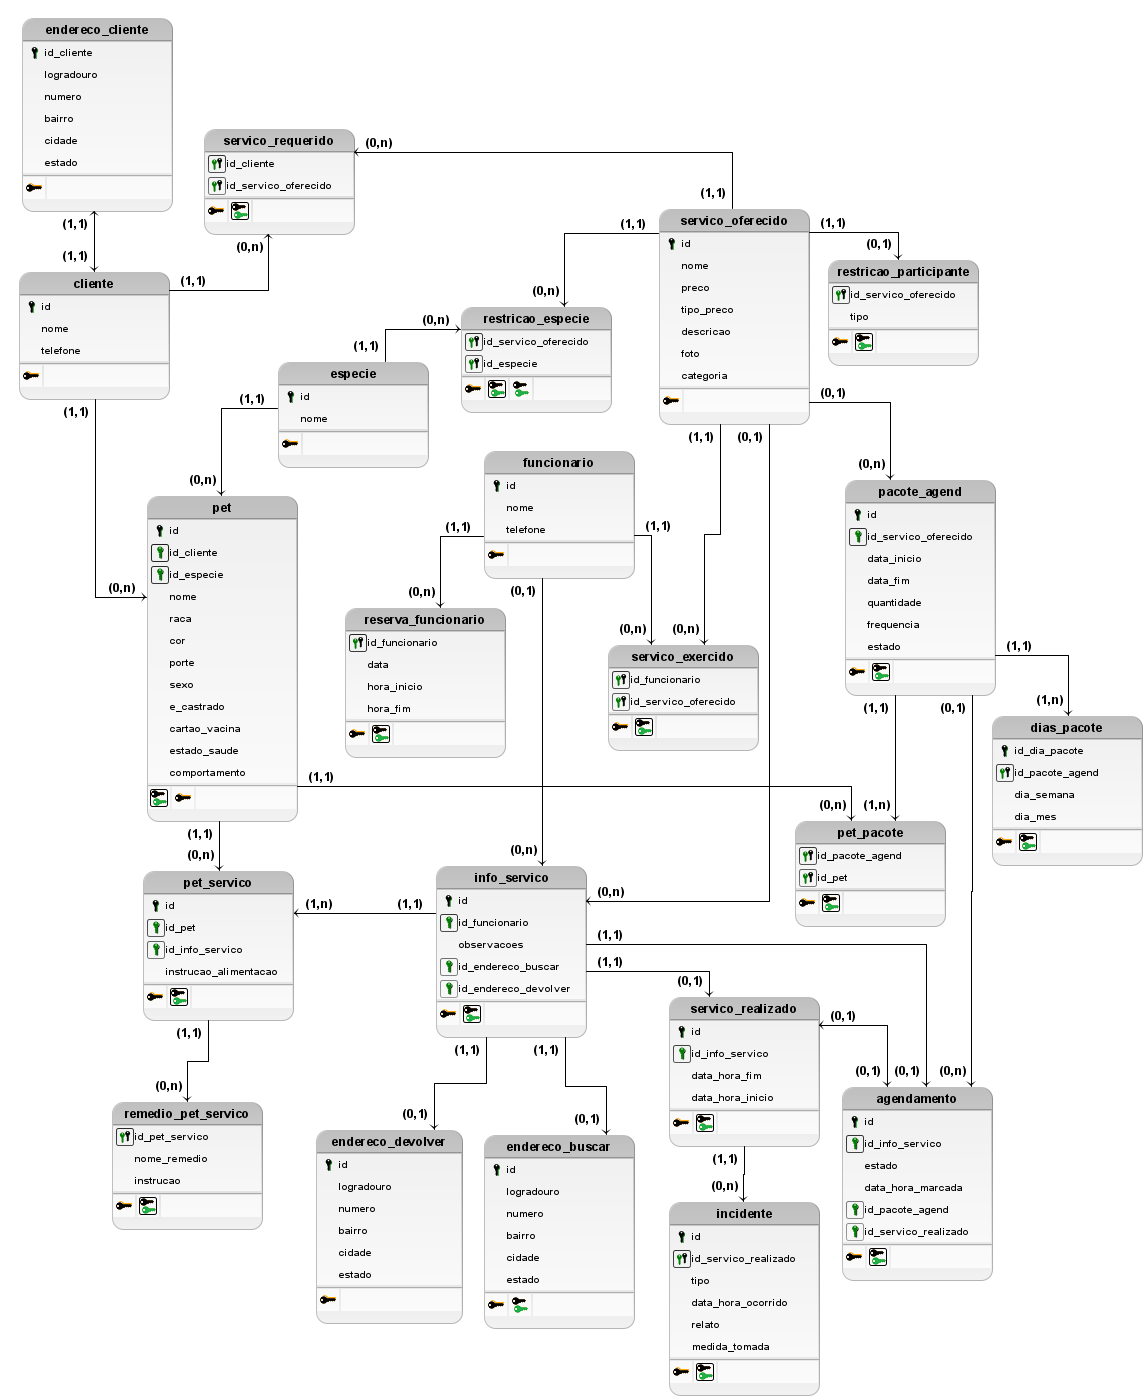 endereco_cliente
id_cliente
logradouro
numero
bairro
cidade
estado
(1,1)
(1,1)
servico_requerido
id_cliente
id_servico_oferecido
(0,n)
(0,n)
(1,1)
cliente
id
nome
telefone
(1,1)
(1,1)
servico_oferecido
id
nome
preco
tipo_preco
descricao
foto
categoria
(1,1)
(1,1)
(0,1)
restricao_participante
id_servico_oferecido
tipo
(0,n)
restricao_especie
id_servico_oferecido
id_especie
(0,n)
(1,1)
especie
id
nome
(1,1)
(0,n)
(0,1)
(0,n)
(1,1)
(0,1)
funcionario
id
nome
telefone
(1,1)
(1,1)
(0,1)
pacote_agend
id
id_servico_oferecido
data_inicio
data_fim
quantidade
frequencia
estado
(1,1)
(1,1)
(0,1)
pet
id
id_cliente
id_especie
nome
raca
cor
porte
sexo
e_castrado
cartao_vacina
estado_saude
comportamento
(0,n)
(1,1)
(1,1)
(0,n)
(0,n)
reserva_funcionario
id_funcionario
data
hora_inicio
hora_fim
(0,n)
(0,n)
servico_exercido
id_funcionario
id_servico_oferecido
(1,n)
dias_pacote
id_dia_pacote
id_pacote_agend
dia_semana
dia_mes
(0,n)
(1,n)
pet_pacote
id_pacote_agend
id_pet
pet_servico
id
id_pet
id_info_servico
instrucao_alimentacao
(1,n)
(1,1)
(1,1)
(0,n)
(0,n)
info_servico
id
id_funcionario
observacoes
id_endereco_buscar
id_endereco_devolver
(0,n)
(1,1)
(1,1)
(1,1)
(1,1)
(0,1)
servico_realizado
id
id_info_servico
data_hora_fim
data_hora_inicio
(0,1)
(0,1)
(0,1)
(0,n)
(1,1)
(0,n)
remedio_pet_servico
id_pet_servico
nome_remedio
instrucao
(0,1)
endereco_devolver
id
logradouro
numero
bairro
cidade
estado
(0,1)
endereco_buscar
id
logradouro
numero
bairro
cidade
estado
agendamento
id
id_info_servico
estado
data_hora_marcada
id_pacote_agend
id_servico_realizado
(0,n)
incidente
id
id_servico_realizado
tipo
data_hora_ocorrido
relato
medida_tomada